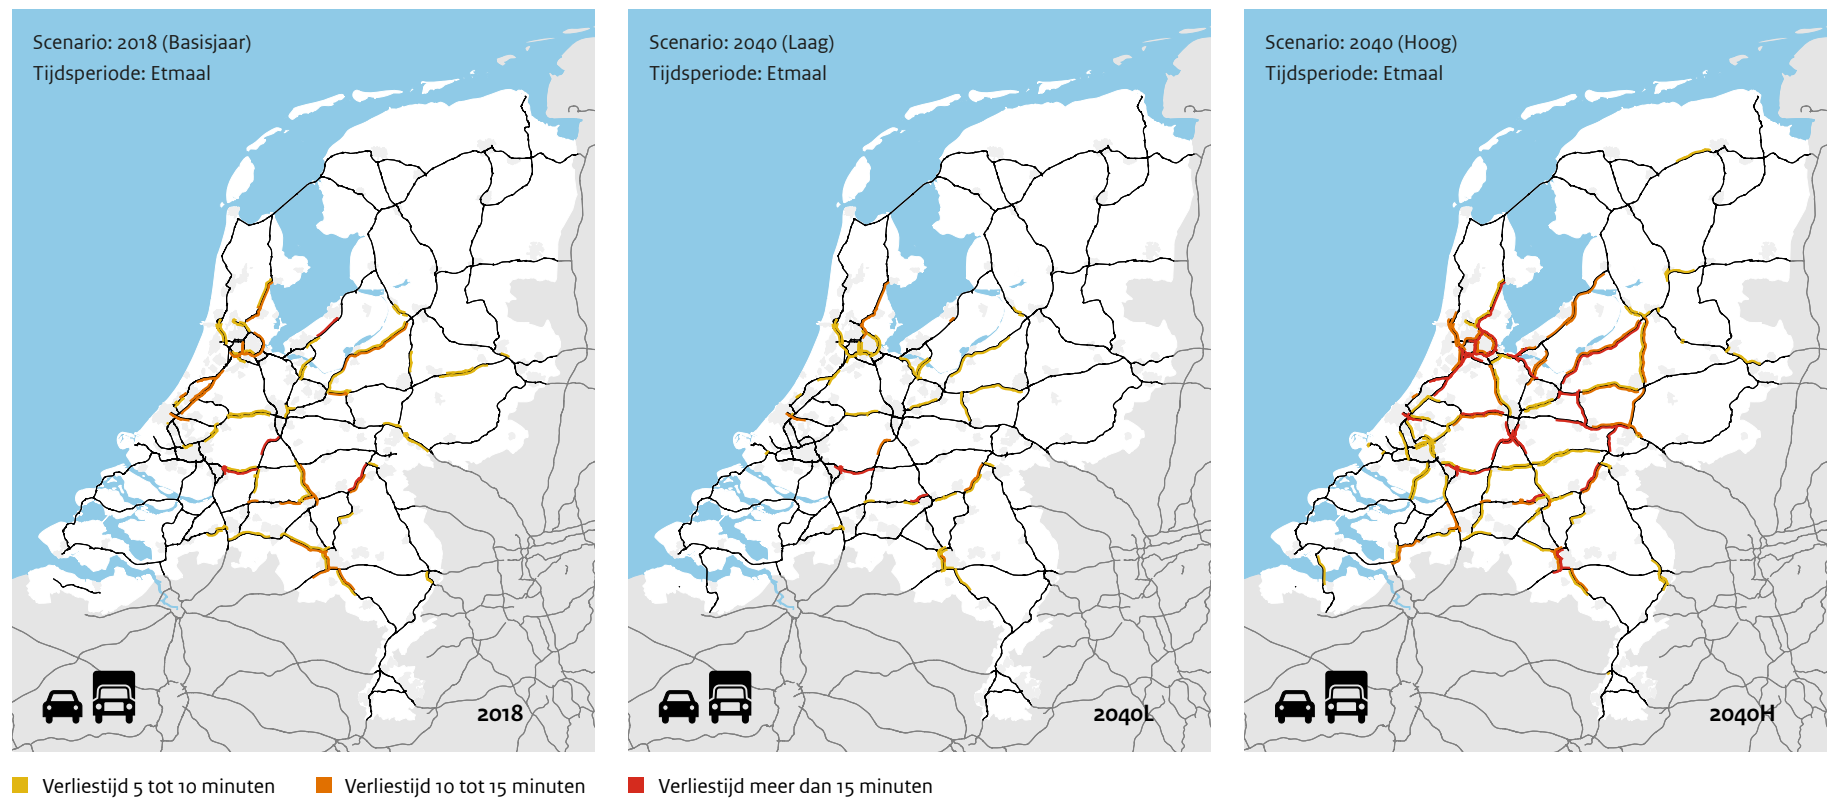 Scenario: 2018 (Basisjaar)
Tijdsperiode: Etmaal
2018
Scenario: 2040 (Laag)
Tijdsperiode: Etmaal
2040L
Scenario: 2040 (Hoog)
Tijdsperiode: Etmaal
2040H
Verliestijd 5 tot 10 minuten
Verliestijd 10 tot 15 minuten
Verliestijd meer dan 15 minuten